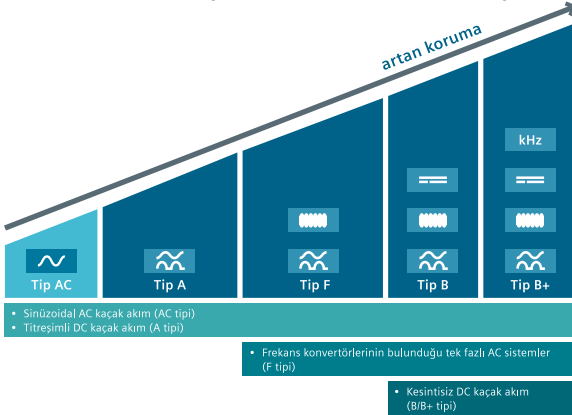 artan koruma
kHz
Tip AC
Tip A
Tip F
Tip B
Tip B+
• Sinüzoidal AC kaçak akım (AC tipi)
• Titreşimli DC kaçak akım (A tipi)
• Frekans konvertörlerinin bulunduğu tek fazlı AC sistemler
(F tipi)
• Kesintisiz DC kaçak akım
(B/B+ tipi)